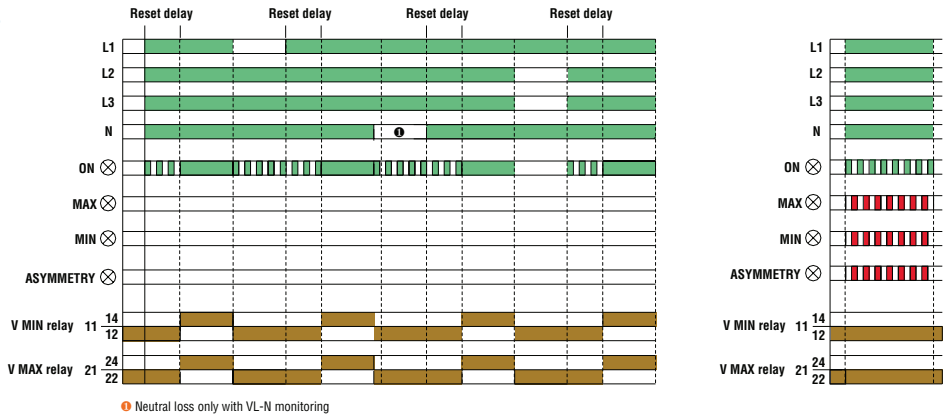 Reset delay Reset delay Reset delay Reset delay
L1 L1
L2 L2
L3 L3
N ❶ N
ON ON
MAX MAX
MIN MIN
ASYMMETRY ASYMMETRY
V MIN relay 11 14 12 V MIN relay 11 14 12
V MAX relay 21 24 22 V MAX relay 21 24 22
❶ Neutral loss only with VL-N monitoring